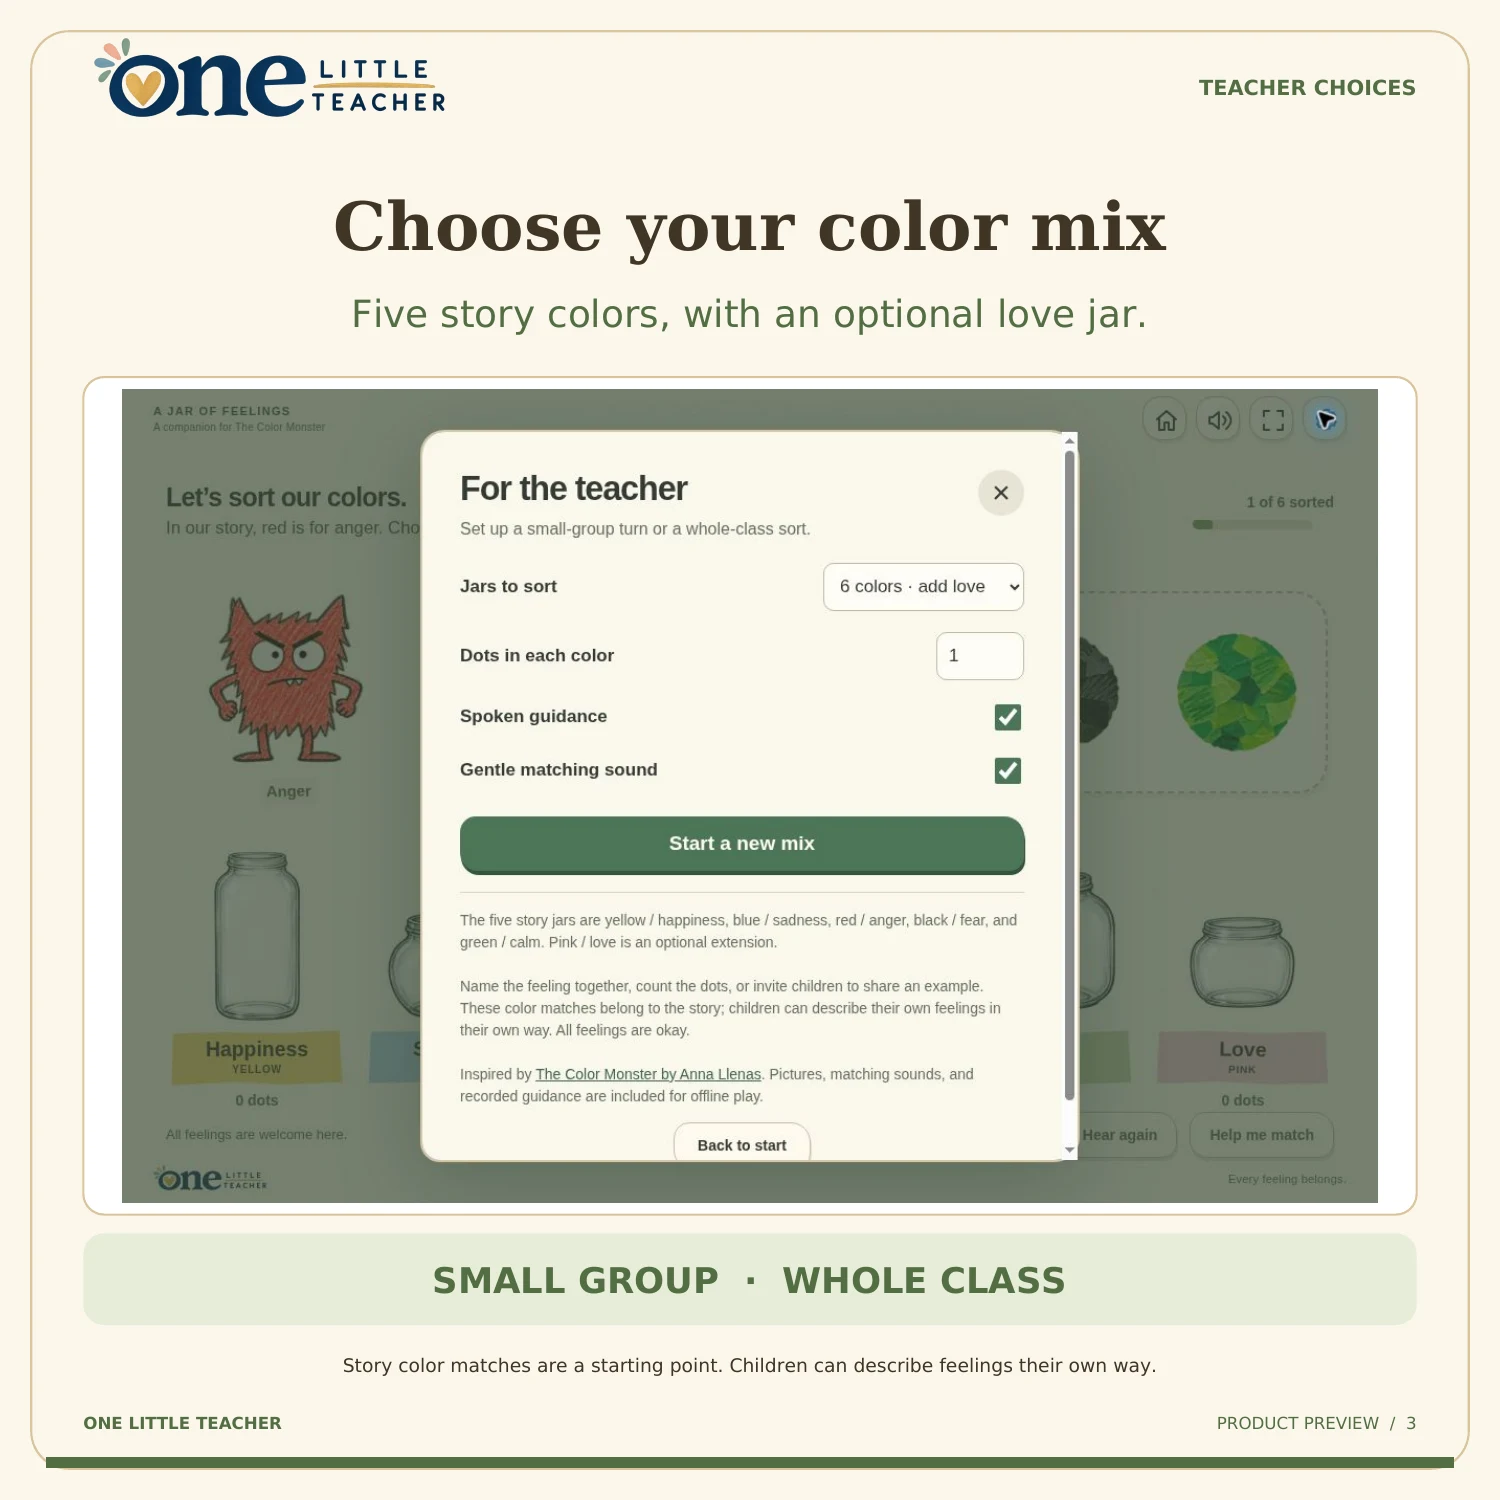 one LITTLE TEACHER
TEACHER CHOICES
Choose your color mix
Five story colors, with an optional love jar.
A JAR OF FEELINGS
A companion for The Color Monster
Let's sort our colors.
In our story, red is for anger. Cho
1 of 6 sorted
Anger
For the teacher
Set up a small-group turn or a whole-class sort.
Jars to sort
6 colors · add love
Dots in each color
1
Spoken guidance
Gentle matching sound
Start a new mix
The five story jars are yellow / happiness, blue / sadness, red / anger, black / fear, and
green / calm. Pink / love is an optional extension.
Name the feeling together, count the dots, or invite children to share an example.
These color matches belong to the story; children can describe their own feelings in
their own way. All feelings are okay.
Inspired by The Color Monster by Anna Llenas. Pictures, matching sounds, and
recorded guidance are included for offline play.
Back to start
Happiness
YELLOW
0 dots
S
Love
PINK
0 dots
All feelings are welcome here.
Hear again
Help me match
one LITTLE TEACHER
Every feeling belongs.
SMALL GROUP · WHOLE CLASS
Story color matches are a starting point. Children can describe feelings their own way.
ONE LITTLE TEACHER
PRODUCT PREVIEW / 3